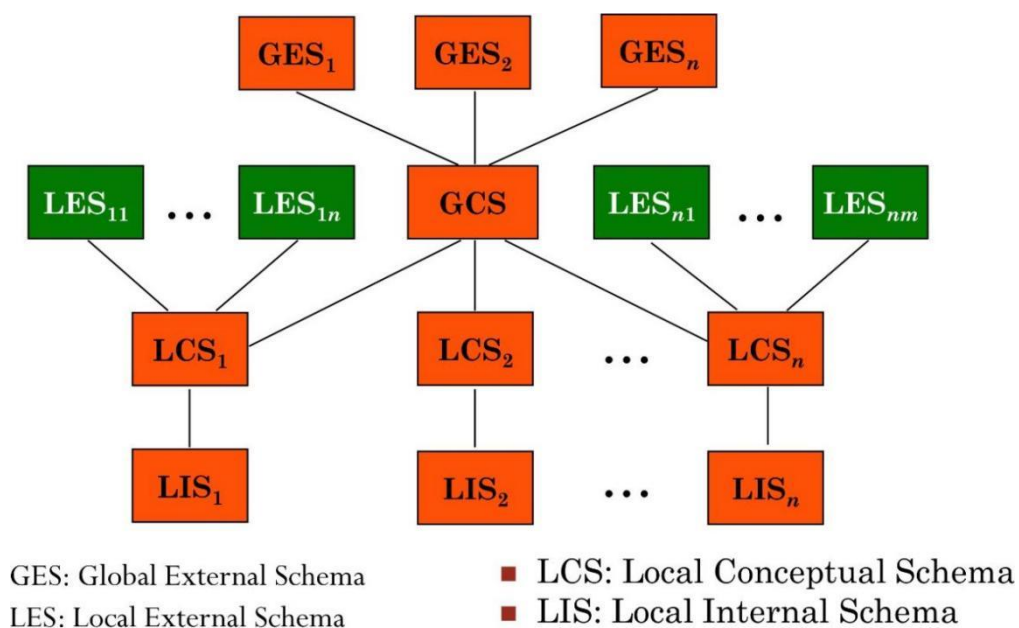 GES₁ GES₂ GESₙ
LES₁₁ ... LES₁ₙ GCS LESₙ₁ ... LESₙₘ
LCS₁ LCS₂ ... LCSₙ
LIS₁ LIS₂ ... LISₙ
GES: Global External Schema
LES: Local External Schema
■ LCS: Local Conceptual Schema
■ LIS: Local Internal Schema